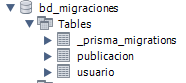 bd_migraciones
Tables
_prisma_migrations
publicacion
usuario